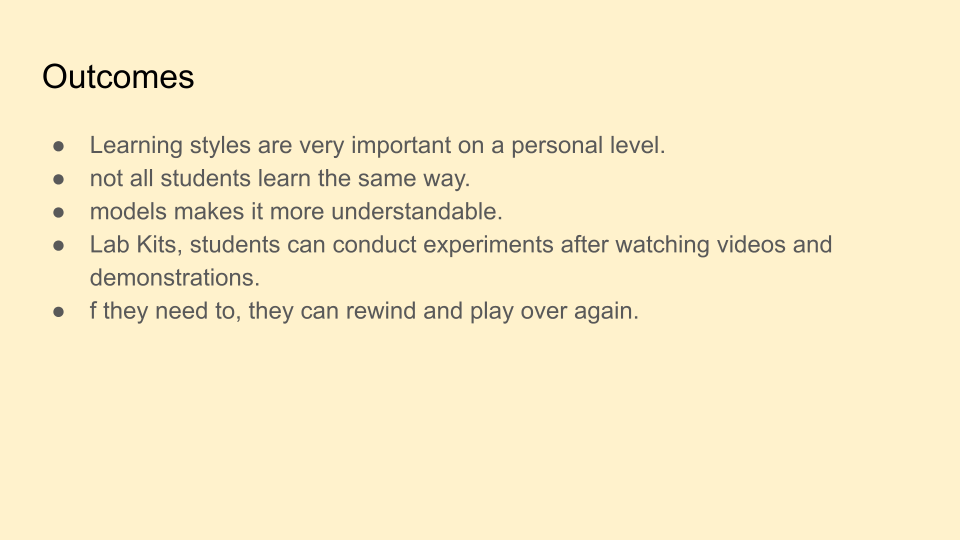 Outcomes
● Learning styles are very important on a personal level.
● not all students learn the same way.
● models makes it more understandable.
● Lab Kits, students can conduct experiments after watching videos and
demonstrations.
● f they need to, they can rewind and play over again.